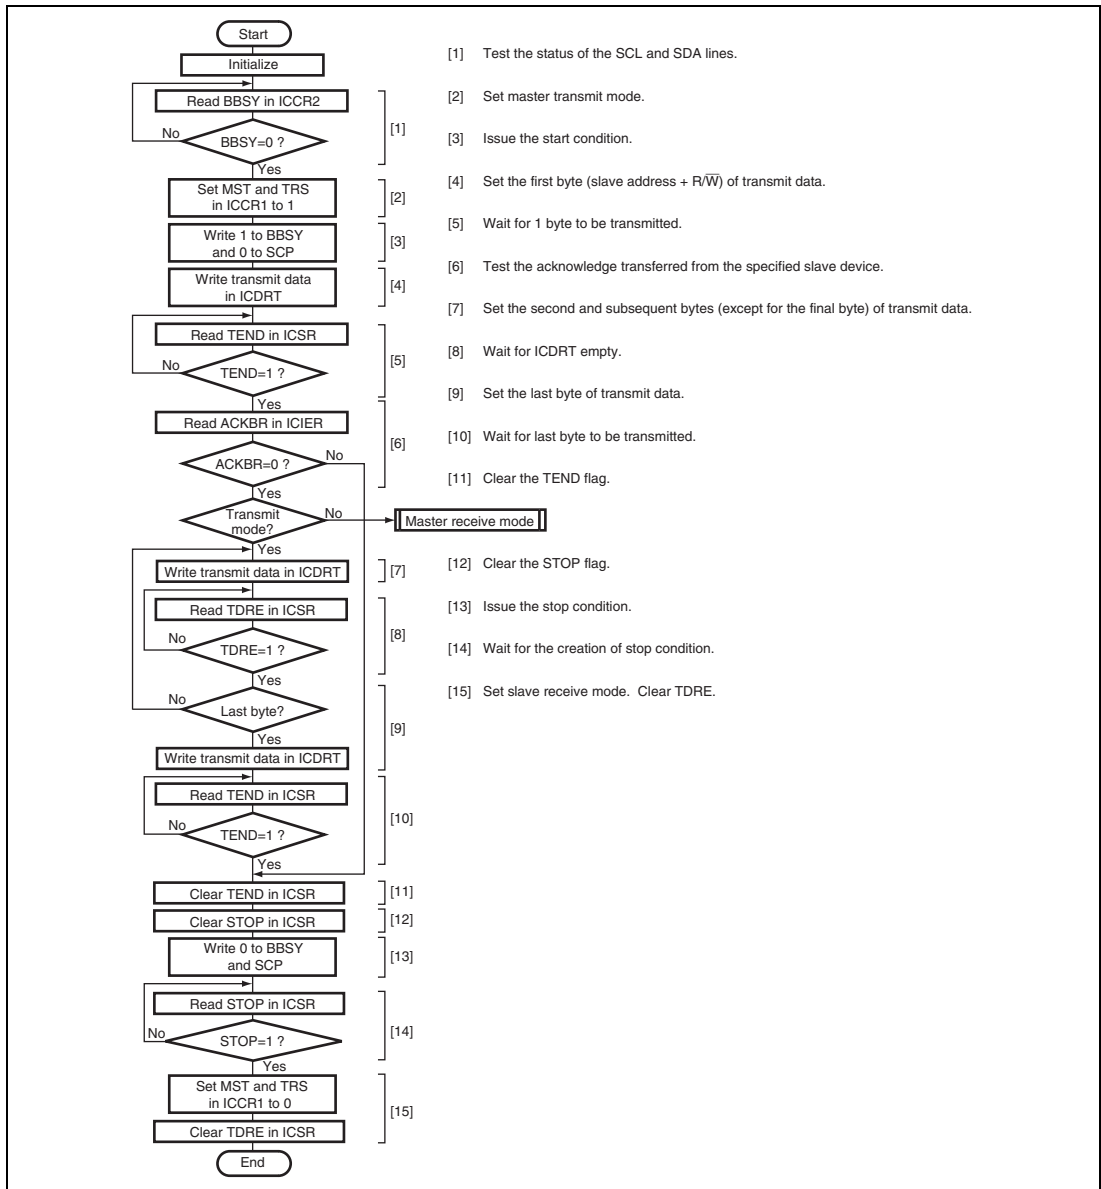 Start
Initialize
Read BBSY in ICCR2
No
BBSY=0 ?
[1]
Yes
Set MST and TRS
in ICCR1 to 1
[2]
Write 1 to BBSY
and 0 to SCP
[3]
Write transmit data
in ICDRT
[4]
Read TEND in ICSR
No
TEND=1 ?
[5]
Yes
Read ACKBR in ICIER
[6]
ACKBR=0 ?
No
Yes
Transmit
mode?
No
Master receive mode
Yes
Write transmit data in ICDRT
[7]
Read TDRE in ICSR
No
TDRE=1 ?
[8]
Yes
No
Last byte?
[9]
Yes
Write transmit data in ICDRT
Read TEND in ICSR
No
TEND=1 ?
[10]
Yes
Clear TEND in ICSR
[11]
Clear STOP in ICSR
[12]
Write 0 to BBSY
and SCP
[13]
Read STOP in ICSR
No
STOP=1 ?
[14]
Yes
Set MST and TRS
in ICCR1 to 0
[15]
Clear TDRE in ICSR
End
[1] Test the status of the SCL and SDA lines.
[2] Set master transmit mode.
[3] Issue the start condition.
[4] Set the first byte (slave address + R/W̅) of transmit data.
[5] Wait for 1 byte to be transmitted.
[6] Test the acknowledge transferred from the specified slave device.
[7] Set the second and subsequent bytes (except for the final byte) of transmit data.
[8] Wait for ICDRT empty.
[9] Set the last byte of transmit data.
[10] Wait for last byte to be transmitted.
[11] Clear the TEND flag.
[12] Clear the STOP flag.
[13] Issue the stop condition.
[14] Wait for the creation of stop condition.
[15] Set slave receive mode. Clear TDRE.